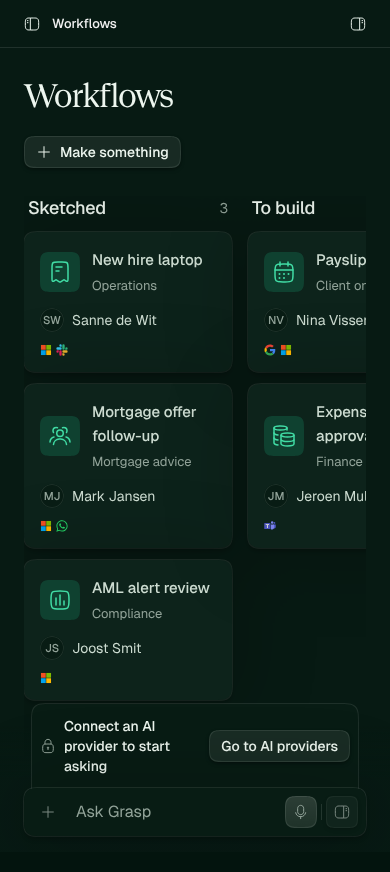 Workflows
Workflows
Make something
Sketched 3
New hire laptop
Operations
SW Sanne de Wit
Mortgage offer
follow-up
Mortgage advice
MJ Mark Jansen
AML alert review
Compliance
JS Joost Smit
To build
Payslip
Client
NV Nina Visser
Expens
approva
Finance
JM Jeroen Mul
Connect an AI
provider to start
asking
Go to AI providers
Ask Grasp